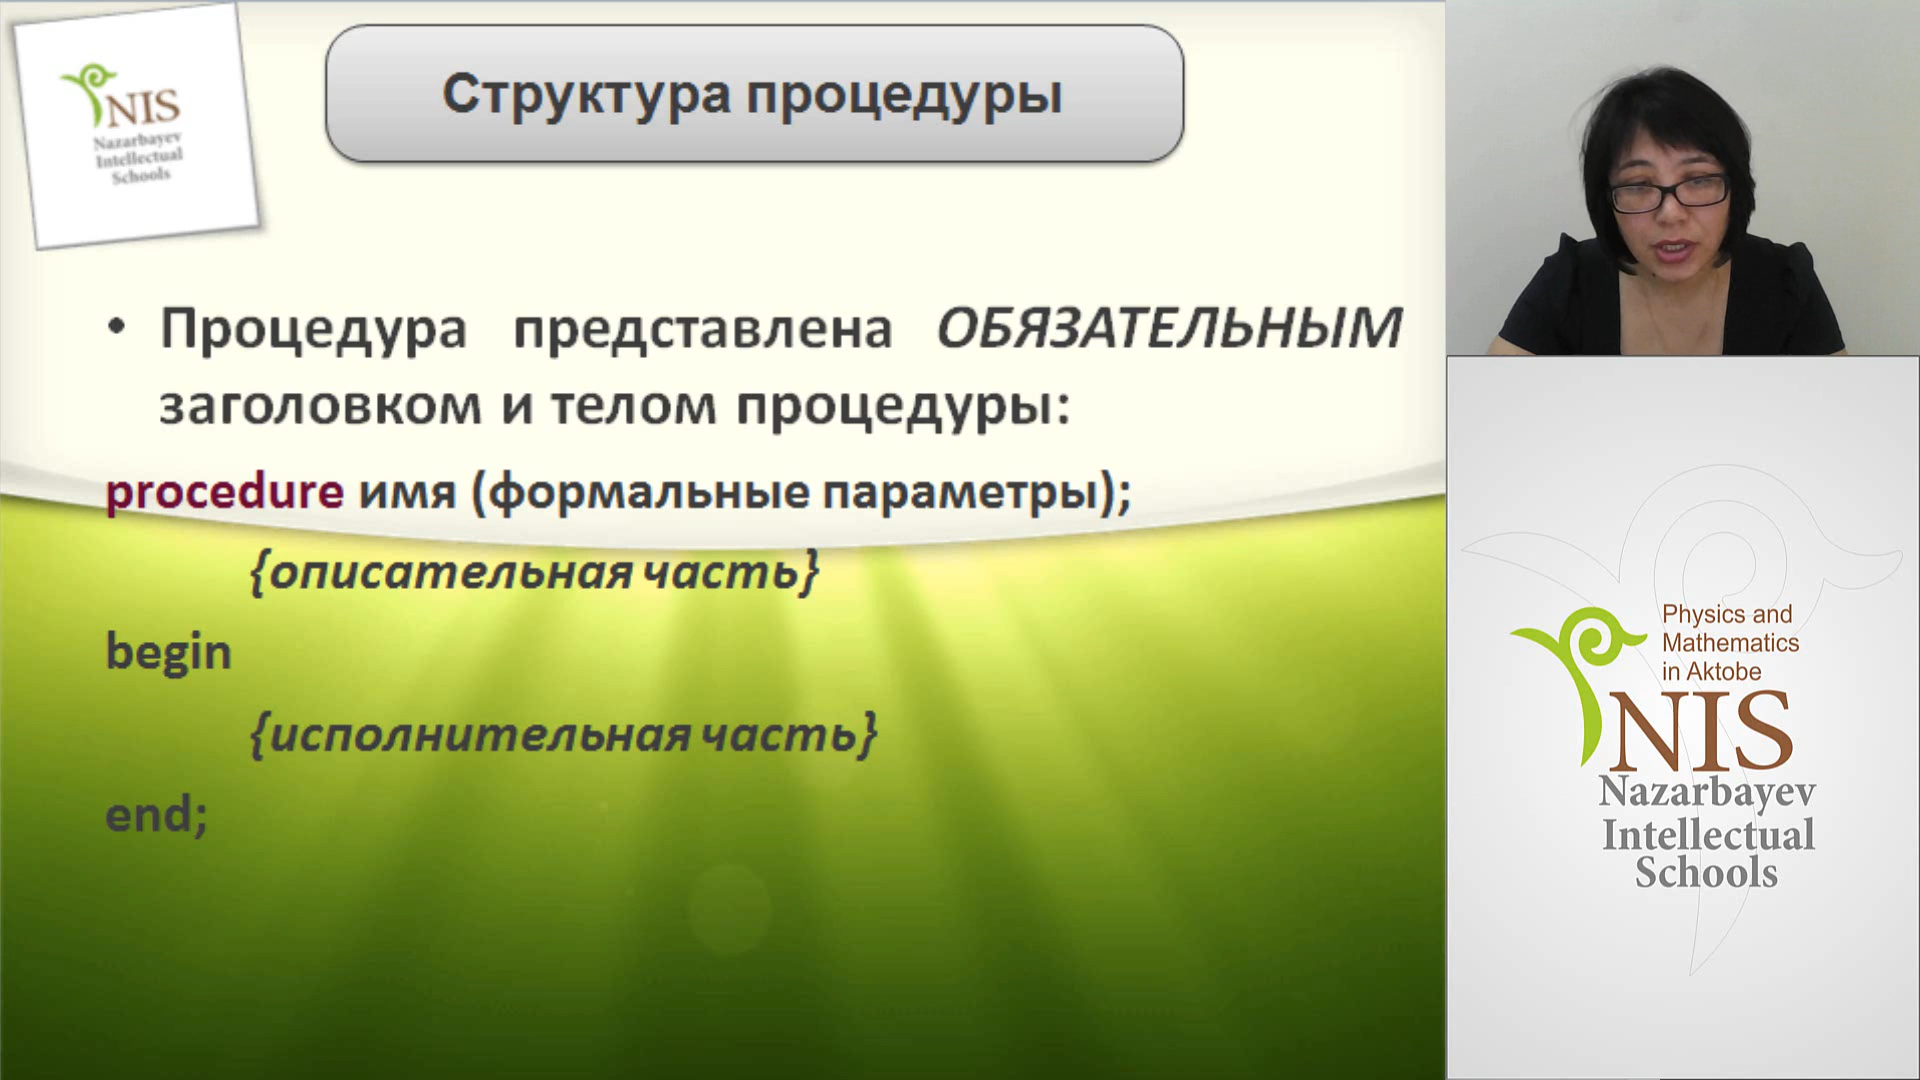 NIS
Nazarbayev
Intellectual
Schools
Структура процедуры
• Процедура представлена ОБЯЗАТЕЛЬНЫМ
заголовком и телом процедуры:
procedure имя (формальные параметры);
{описательная часть}
begin
{исполнительная часть}
end;
Physics and
Mathematics
in Aktobe
NIS
Nazarbayev
Intellectual
Schools